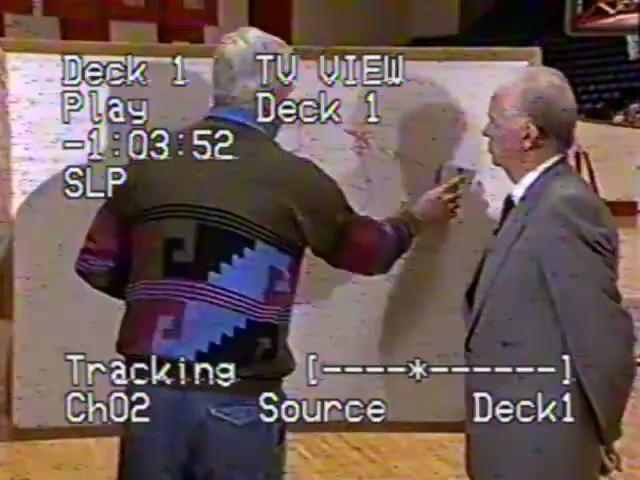 Deck 1 TV VIEW
Play Deck 1
-1:03:52
SLP
Tracking [----*------]
Ch02 Source Deck1